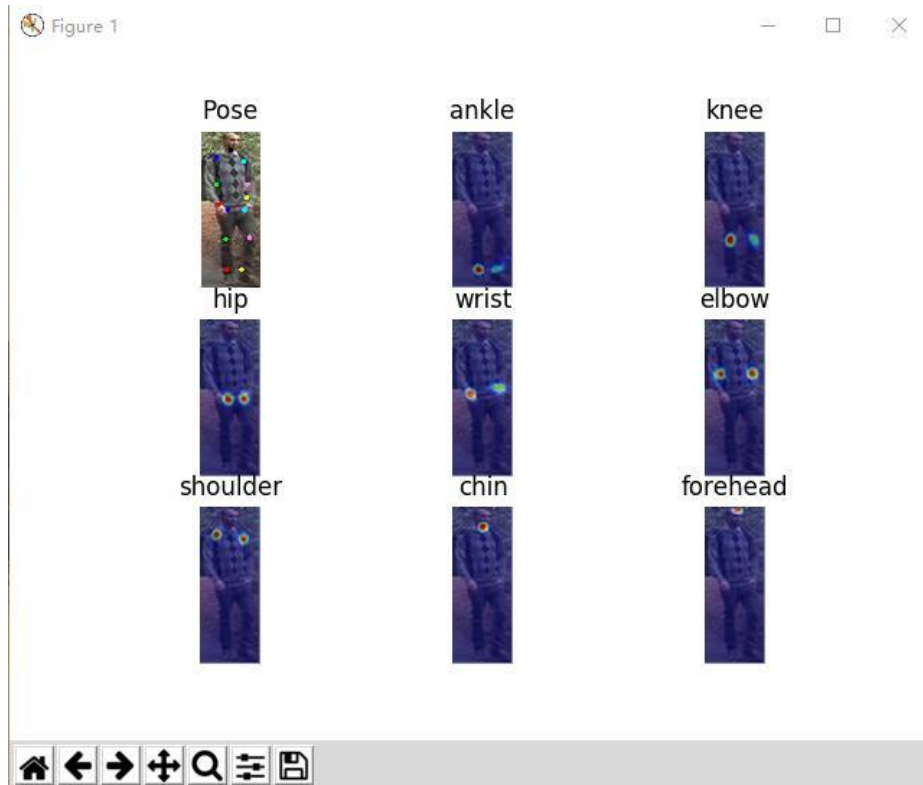 Figure 1
Pose ankle knee
hip wrist elbow
shoulder chin forehead